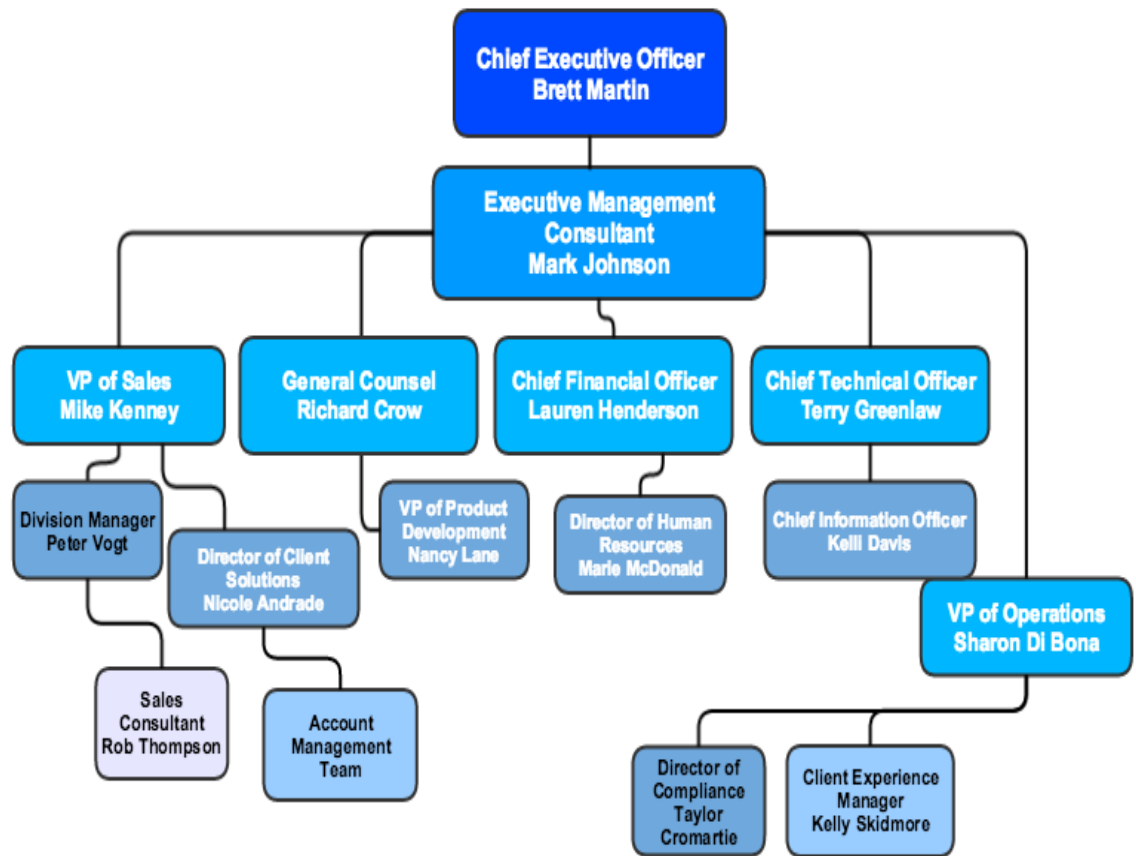 Chief Executive Officer
Brett Martin
Executive Management
Consultant
Mark Johnson
VP of Sales
Mike Kenney
General Counsel
Richard Crow
Chief Financial Officer
Lauren Henderson
Chief Technical Officer
Terry Greenlaw
Division Manager
Peter Vogt
Director of Client
Solutions
Nicole Andrade
VP of Product
Development
Nancy Lane
Director of Human
Resources
Marie McDonald
Chief Information Officer
Kelli Davis
VP of Operations
Sharon Di Bona
Sales
Consultant
Rob Thompson
Account
Management
Team
Director of
Compliance
Taylor
Cromartie
Client Experience
Manager
Kelly Skidmore